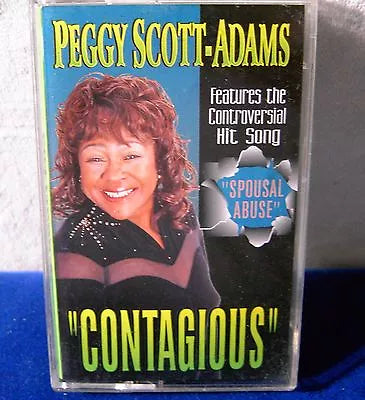 PEGGY SCOTT-ADAMS
Features the
Controversial
Hit Song
"SPOUSAL
ABUSE"
"CONTAGIOUS"